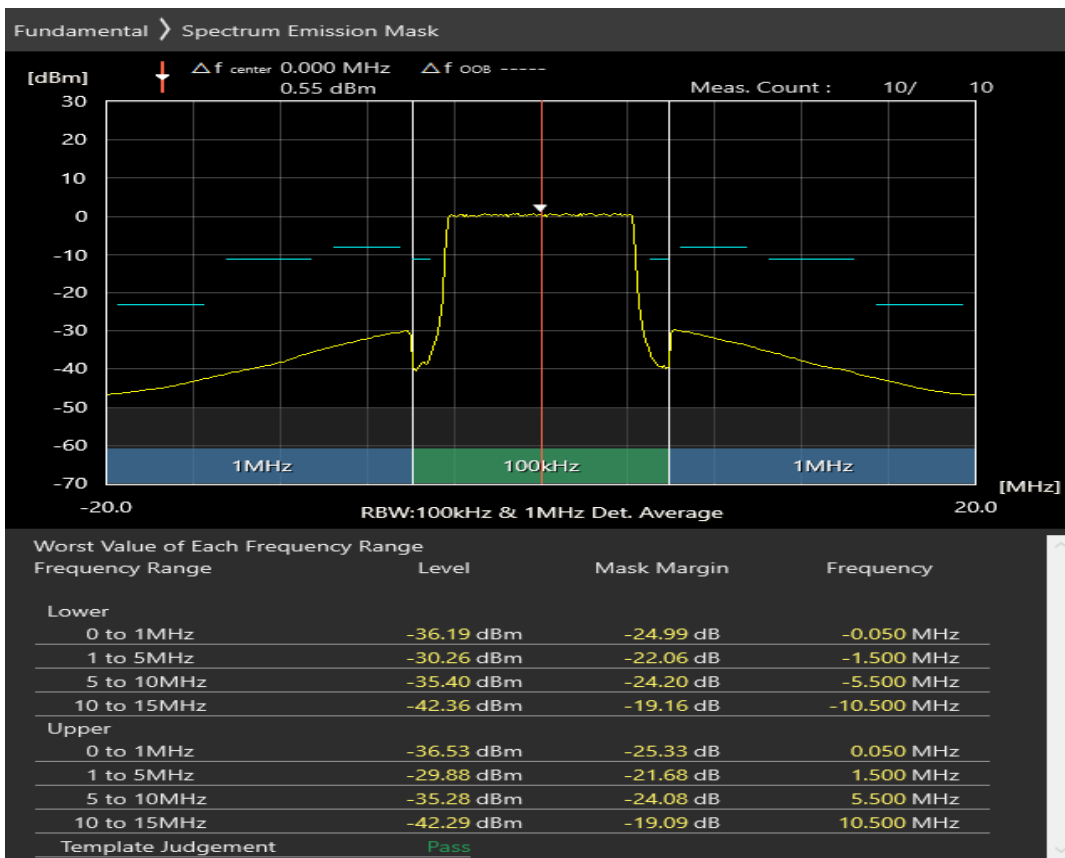 Fundamental 〉 Spectrum Emission Mask
[dBm]
△f center 0.000 MHz △f OOB -----
0.55 dBm
Meas. Count : 10/ 10
30
20
10
0
-10
-20
-30
-40
-50
-60
-70
1MHz 100kHz 1MHz
[MHz]
-20.0 RBW:100kHz & 1MHz Det. Average 20.0
Worst Value of Each Frequency Range
Frequency Range Level Mask Margin Frequency
Lower
0 to 1MHz -36.19 dBm -24.99 dB -0.050 MHz
1 to 5MHz -30.26 dBm -22.06 dB -1.500 MHz
5 to 10MHz -35.40 dBm -24.20 dB -5.500 MHz
10 to 15MHz -42.36 dBm -19.16 dB -10.500 MHz
Upper
0 to 1MHz -36.53 dBm -25.33 dB 0.050 MHz
1 to 5MHz -29.88 dBm -21.68 dB 1.500 MHz
5 to 10MHz -35.28 dBm -24.08 dB 5.500 MHz
10 to 15MHz -42.29 dBm -19.09 dB 10.500 MHz
Template Judgement Pass